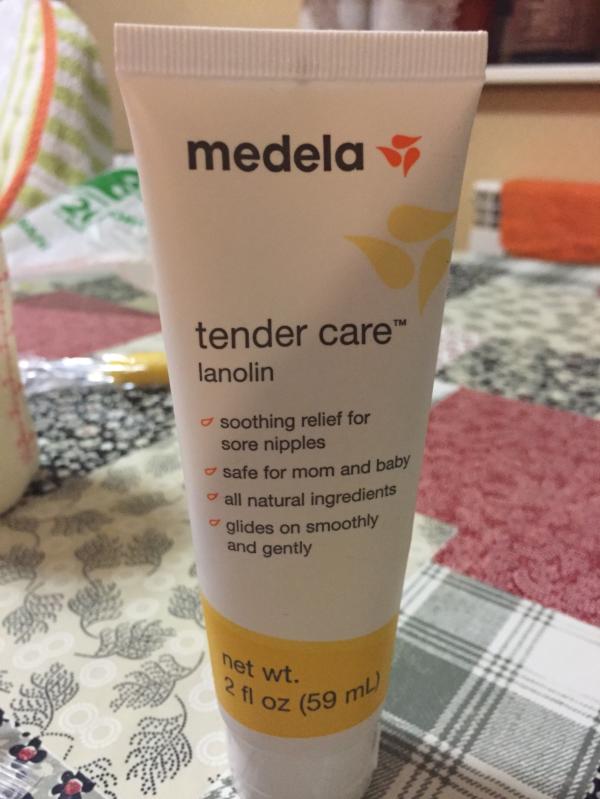 medela
tender care™
lanolin
soothing relief for
sore nipples
safe for mom and baby
all natural ingredients
glides on smoothly
and gently
net wt.
2 fl oz (59 mL)